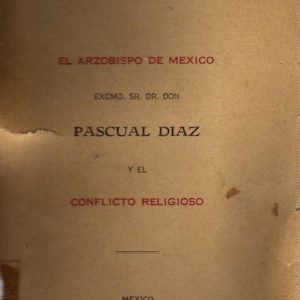 EL ARZOBISPO DE MEXICO
EXCMO. SR. DR. DON
PASCUAL DIAZ
Y EL
CONFLICTO RELIGIOSO
MEXICO